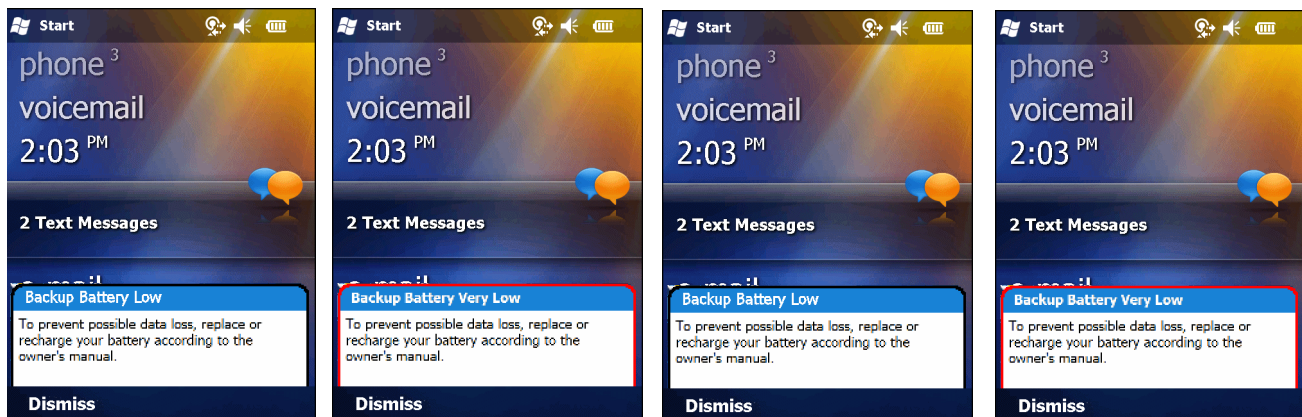 Start
phone 3
voicemail
2:03 PM
2 Text Messages
e-mail
Backup Battery Low
To prevent possible data loss, replace or
recharge your battery according to the
owner's manual.
Dismiss
Start
phone 3
voicemail
2:03 PM
2 Text Messages
e-mail
Backup Battery Very Low
To prevent possible data loss, replace or
recharge your battery according to the
owner's manual.
Dismiss
Start
phone 3
voicemail
2:03 PM
2 Text Messages
e-mail
Backup Battery Low
To prevent possible data loss, replace or
recharge your battery according to the
owner's manual.
Dismiss
Start
phone 3
voicemail
2:03 PM
2 Text Messages
e-mail
Backup Battery Very Low
To prevent possible data loss, replace or
recharge your battery according to the
owner's manual.
Dismiss